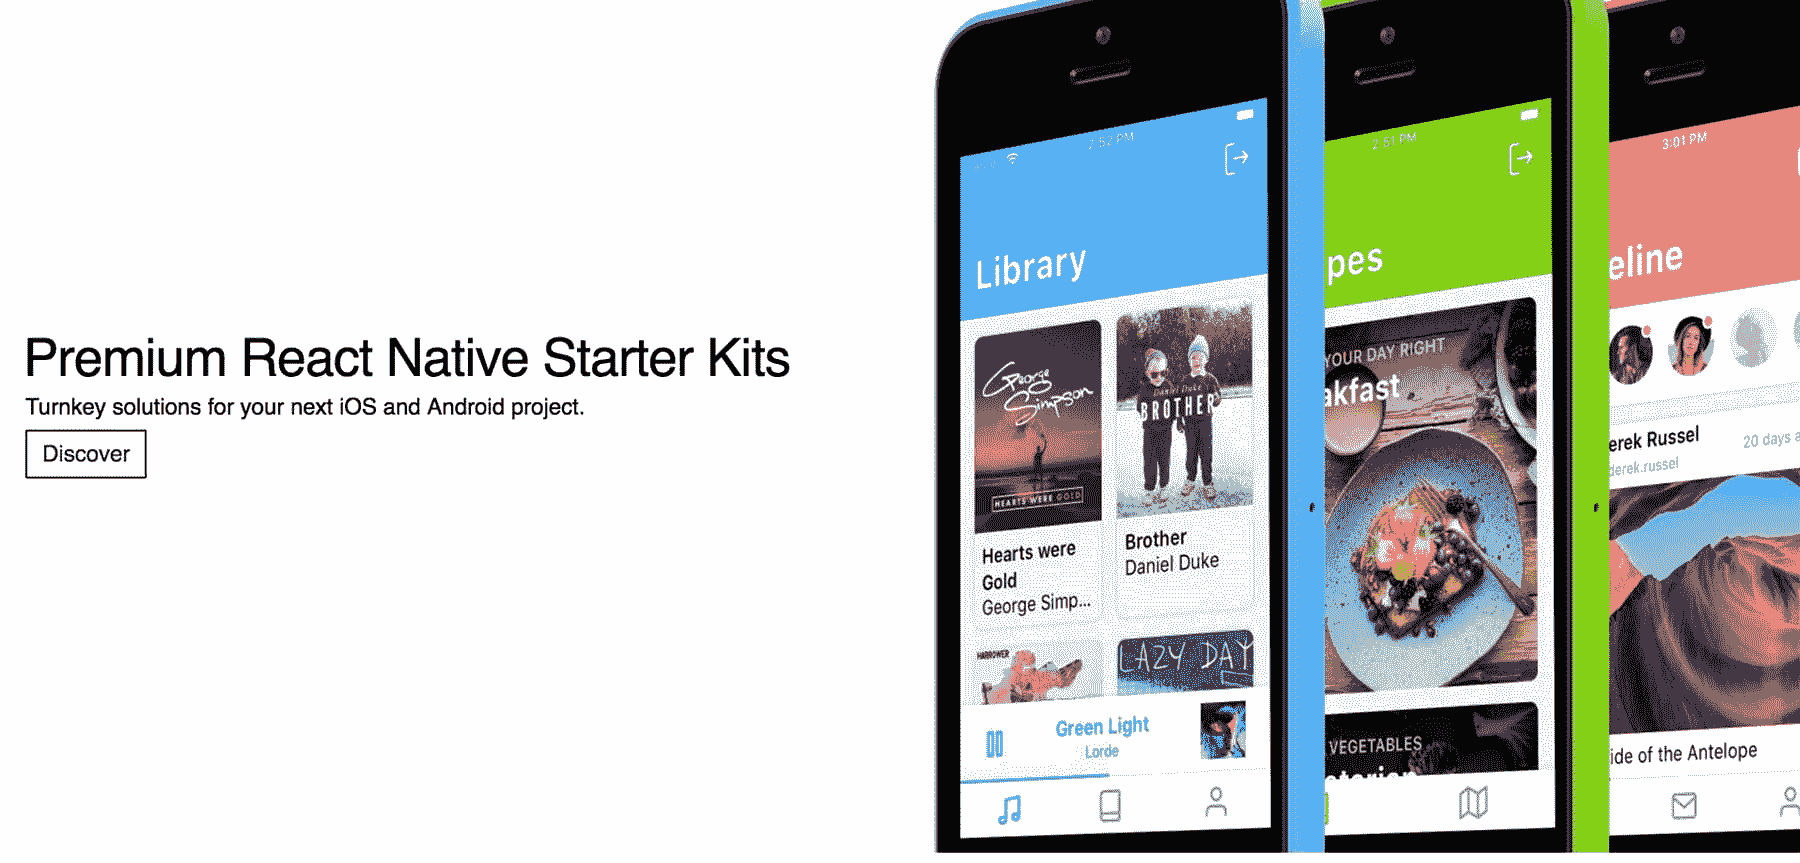 Premium React Native Starter Kits
Turnkey solutions for your next iOS and Android project.
Discover
2:52 PM
Library
George
Simpson
HEARTS WERE GOLD
Daniel Duke
BROTHER
Hearts were
Gold
George Simp...
Brother
Daniel Duke
HARROWER
LAZY DAY
Green Light
Lorde
2:51 PM
pes
YOUR DAY RIGHT
akfast
VEGETABLES
3:01 PM
eline
erek Russel
derek.russel
20 days a
ide of the Antelope